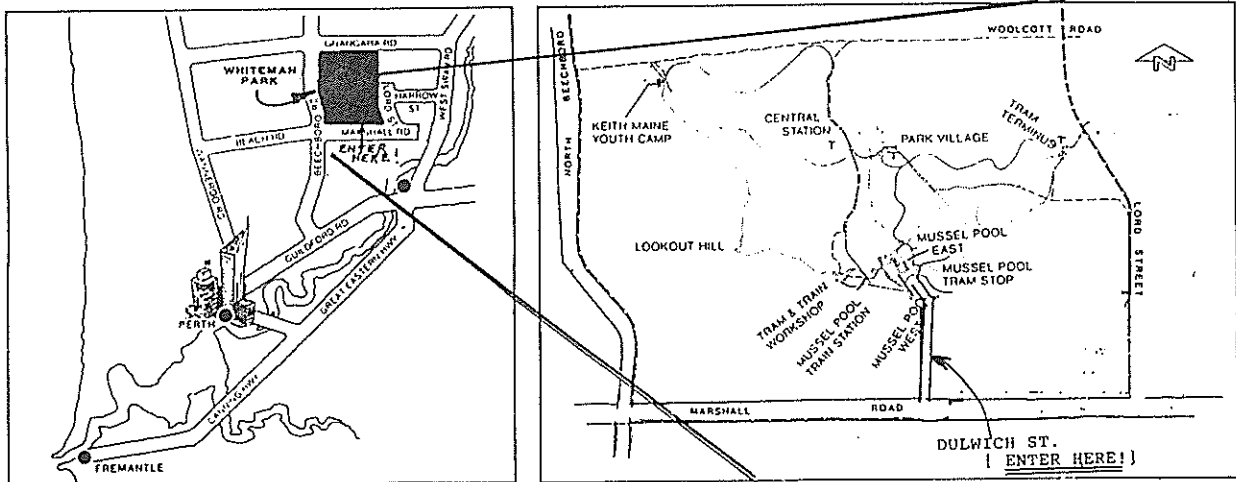 GNANGARA RD
WHITEMAN
PARK
LORD S
HARROW
ST
WEST SWAN
BEECHBORO RD
REACH RD
MARSHALL RD
ENTER
HERE
WANNEROO RD
GUILDFORD RD
GREAT EASTERN HWY
PERTH
CANNING HWY
FREMANTLE
NORTH BEECHBORO
WOOLCOTT ROAD
N
KEITH MAINE
YOUTH CAMP
CENTRAL
STATION
PARK VILLAGE
TRAM
TERMINUS
LORD STREET
LOOKOUT HILL
MUSSEL POOL
EAST
MUSSEL POOL
TRAM STOP
TRAM & TRAIN
WORKSHOP
MUSSEL POOL
TRAIN STATION
MUSSEL PO
WEST
MARSHALL ROAD
DULWICH ST.
[ ENTER HERE!]